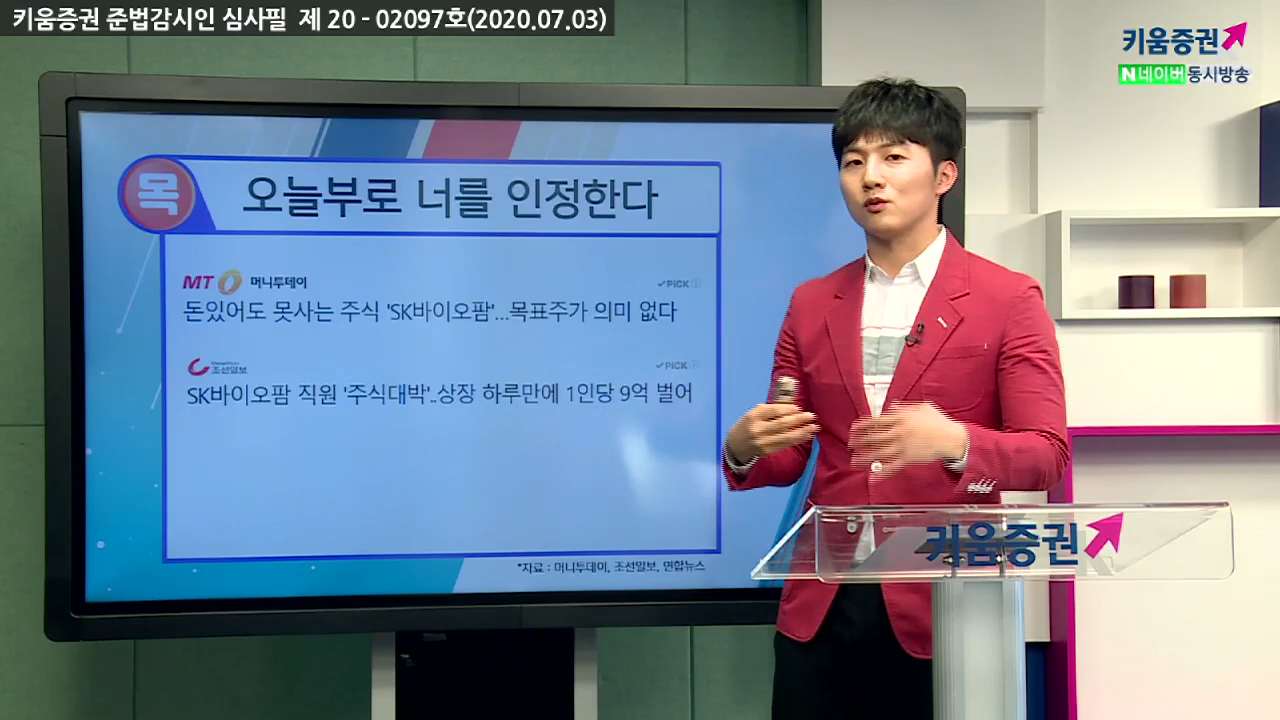 키움증권 준법감시인 심사필 제 20 - 02097호(2020.07.03)
키움증권
N 네이버 동시방송
목
오늘부로 너를 인정한다
MT 머니투데이
✓PICK ⓘ
돈있어도 못사는 주식 'SK바이오팜'...목표주가 의미 없다
조선일보
✓PICK ⓘ
SK바이오팜 직원 '주식대박'..상장 하루만에 1인당 9억 벌어
*자료 : 머니투데이, 조선일보, 연합뉴스
키움증권